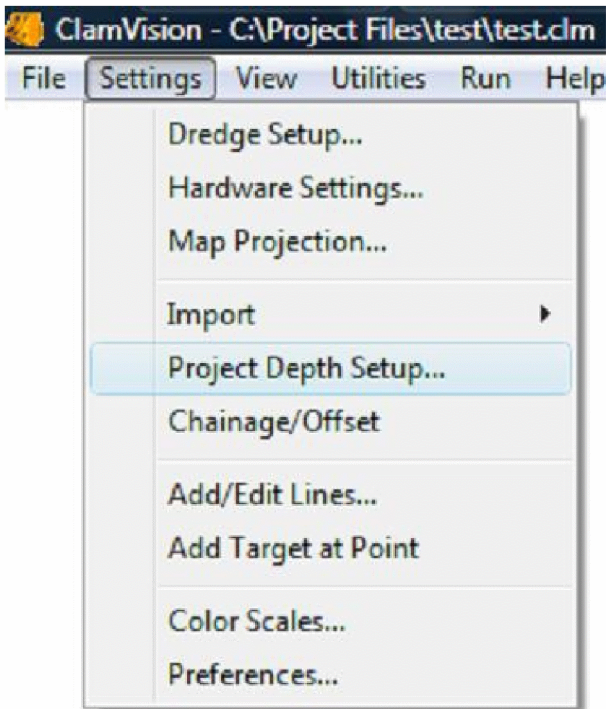 ClamVision - C:\Project Files\test\test.clm
File Settings View Utilities Run Help
Dredge Setup...
Hardware Settings...
Map Projection...
Import
Project Depth Setup...
Chainage/Offset
Add/Edit Lines...
Add Target at Point
Color Scales...
Preferences...